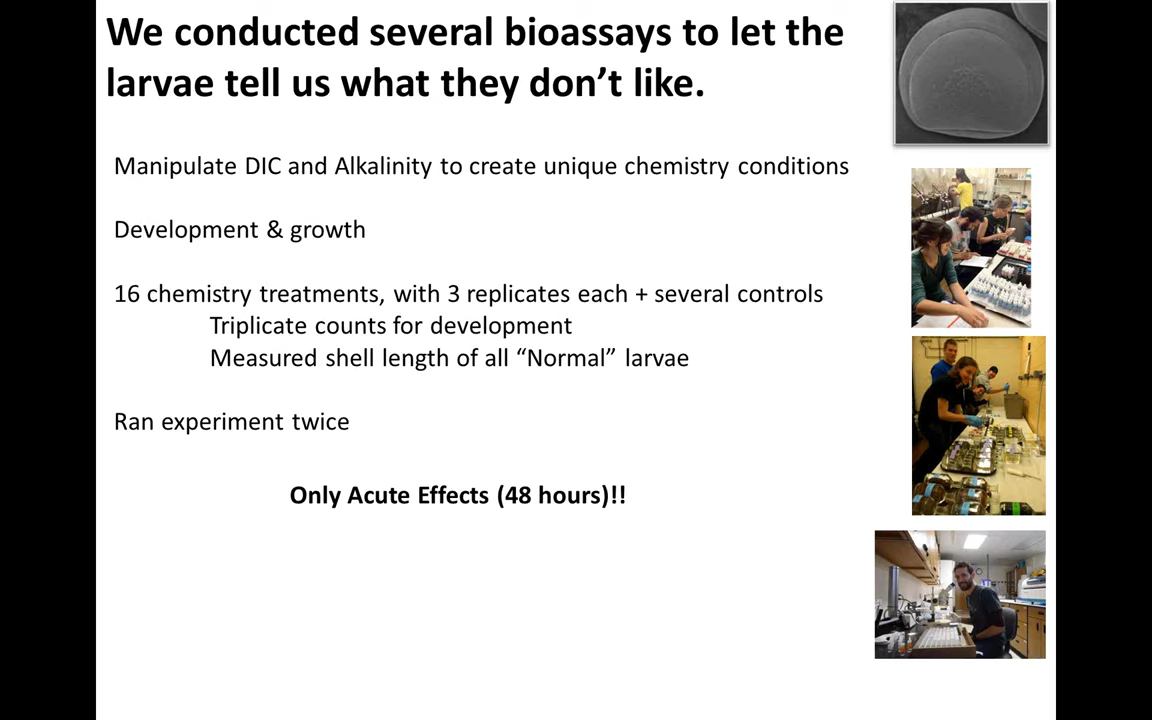 We conducted several bioassays to let the
larvae tell us what they don’t like.
Manipulate DIC and Alkalinity to create unique chemistry conditions
Development & growth
16 chemistry treatments, with 3 replicates each + several controls
Triplicate counts for development
Measured shell length of all “Normal” larvae
Ran experiment twice
Only Acute Effects (48 hours)!!